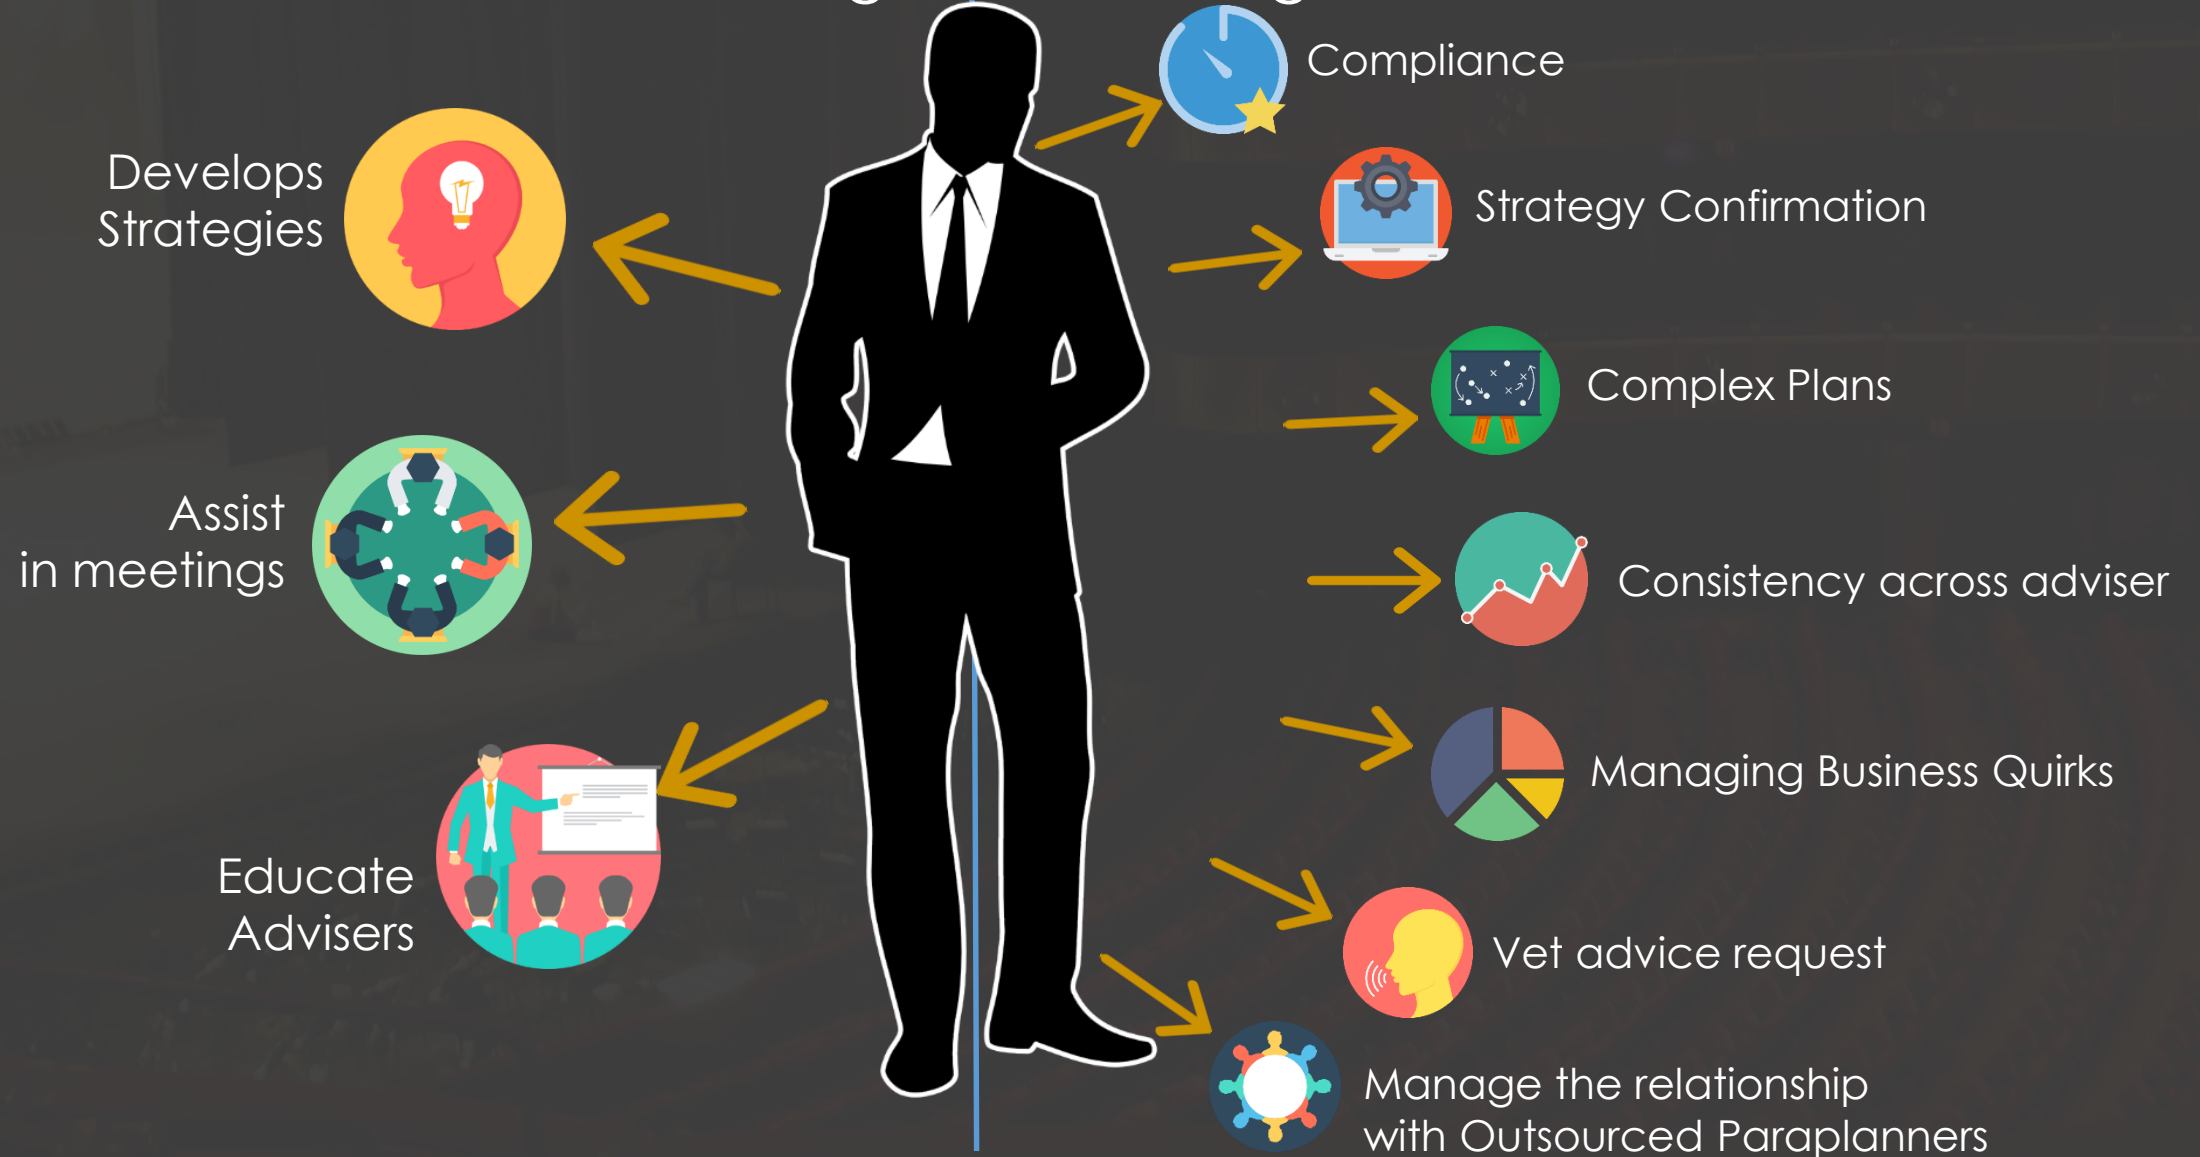 Develops
Strategies
Assist
in meetings
Educate
Advisers
Compliance
Strategy Confirmation
Complex Plans
Consistency across adviser
Managing Business Quirks
Vet advice request
Manage the relationship
with Outsourced Paraplanners